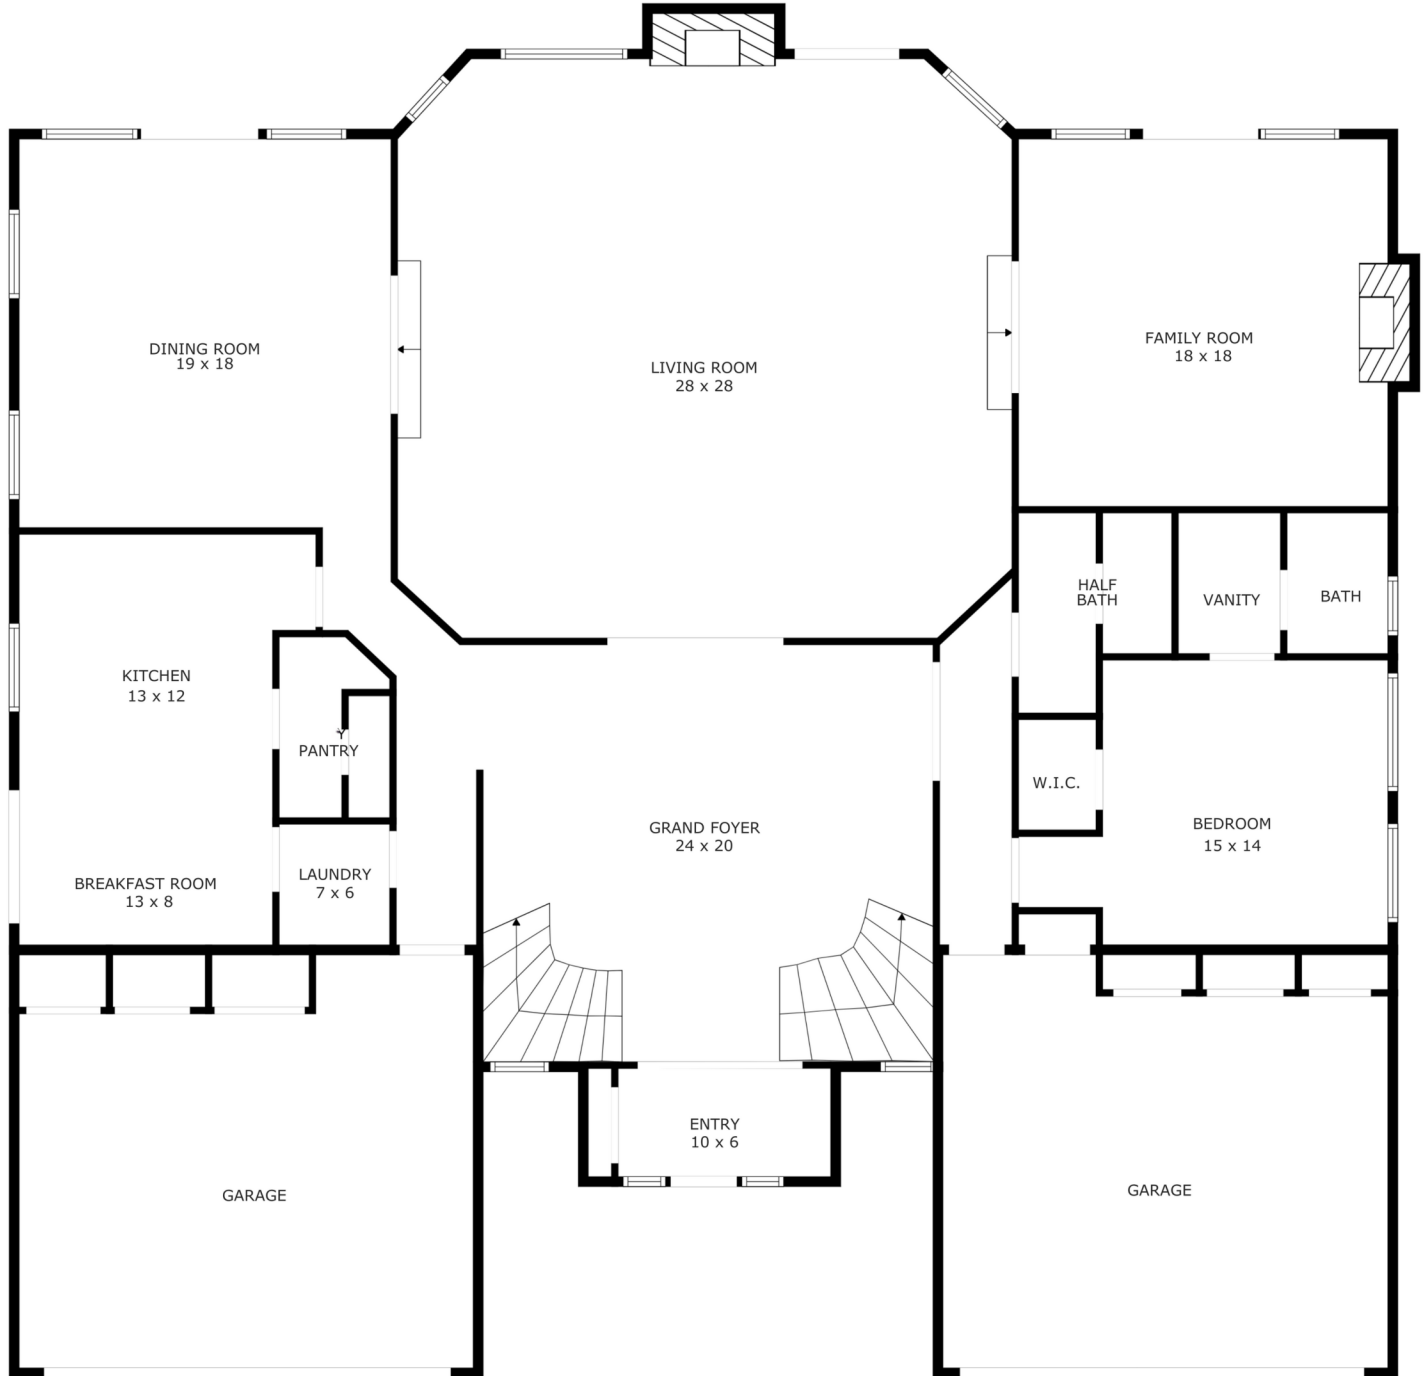 DINING ROOM
19 x 18
LIVING ROOM
28 x 28
FAMILY ROOM
18 x 18
HALF
BATH
VANITY
BATH
KITCHEN
13 x 12
Y
PANTRY
W.I.C.
GRAND FOYER
24 x 20
BEDROOM
15 x 14
BREAKFAST ROOM
13 x 8
LAUNDRY
7 x 6
ENTRY
10 x 6
GARAGE
GARAGE